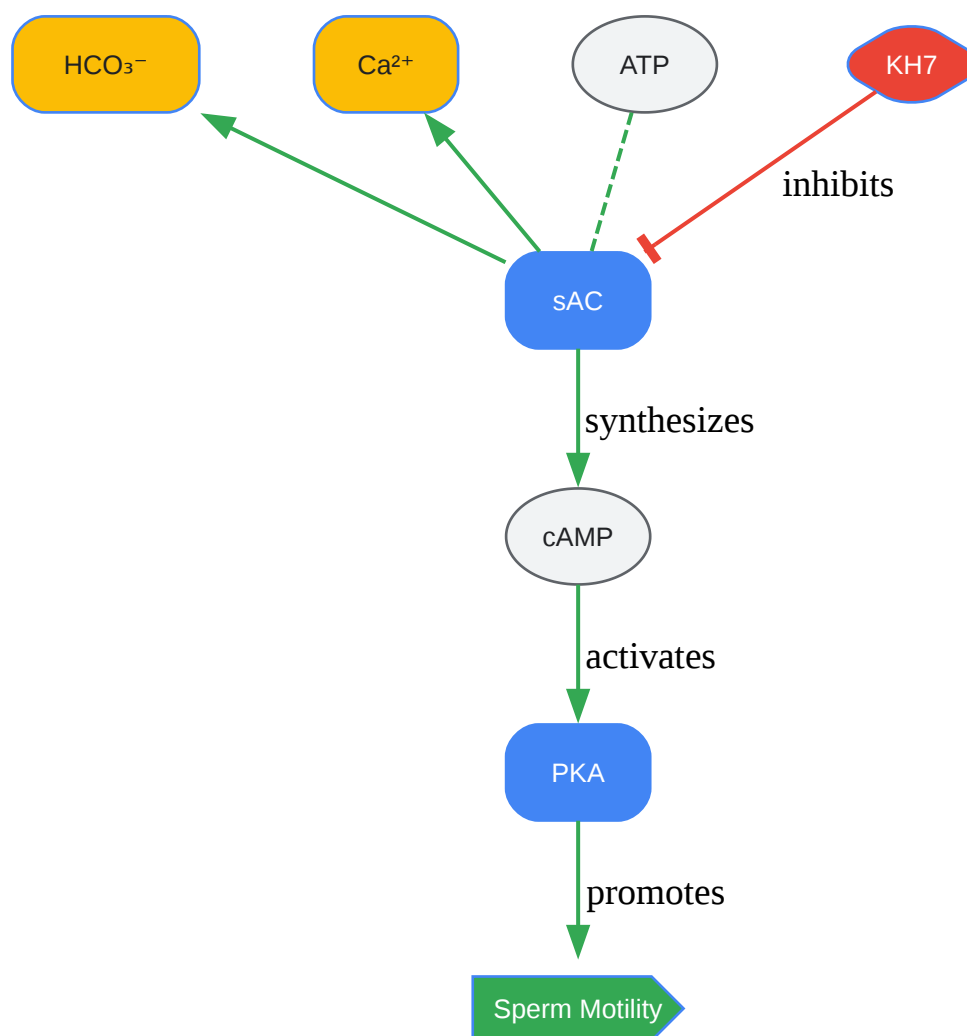 HCO₃⁻
Ca²⁺
ATP
KH7
inhibits
sAC
synthesizes
cAMP
activates
PKA
promotes
Sperm Motility